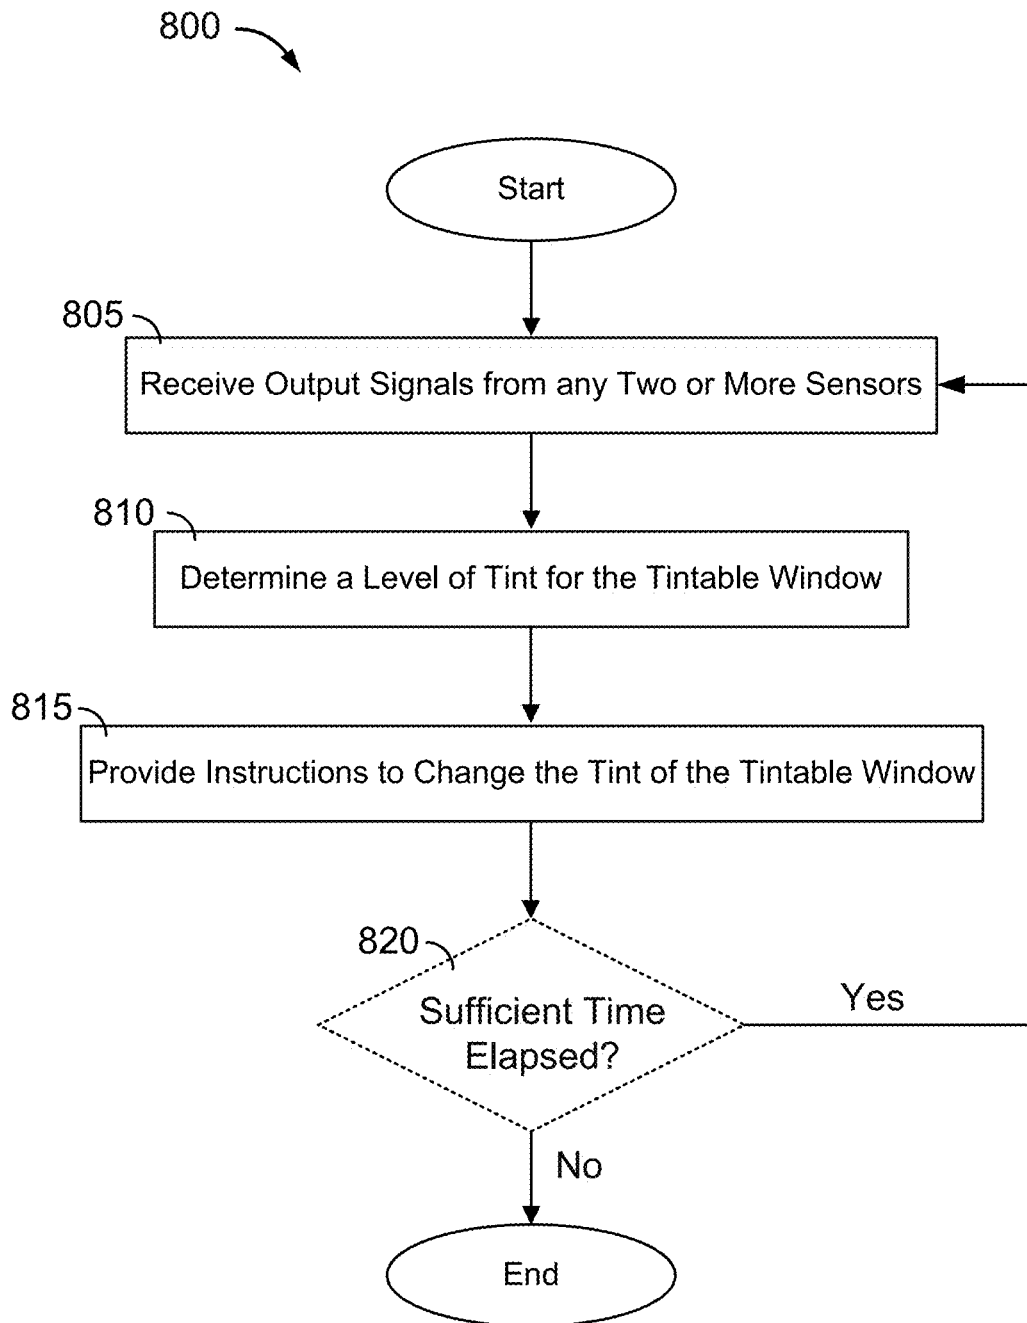 800
Start
805
Receive Output Signals from any Two or More Sensors
810
Determine a Level of Tint for the Tintable Window
815
Provide Instructions to Change the Tint of the Tintable Window
820
Sufficient Time
Elapsed?
Yes
No
End